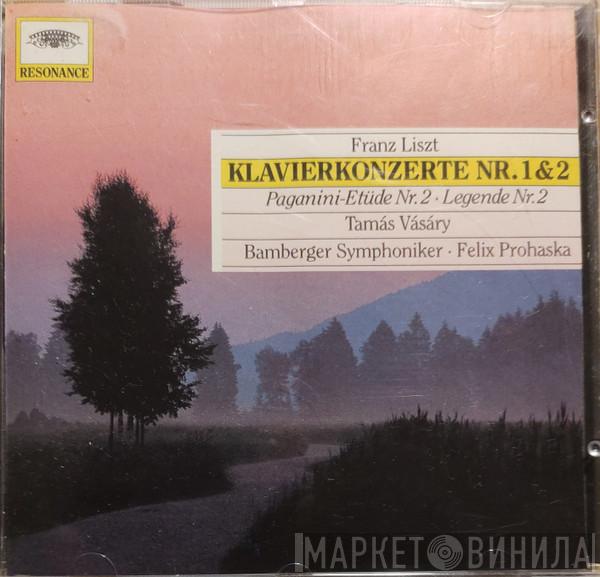 RESONANCE
Franz Liszt
KLAVIERKONZERTE NR. 1 & 2
Paganini-Etüde Nr. 2 · Legende Nr. 2
Tamás Vásáry
Bamberger Symphoniker · Felix Prohaska
МАРКЕТ ВИНИЛА